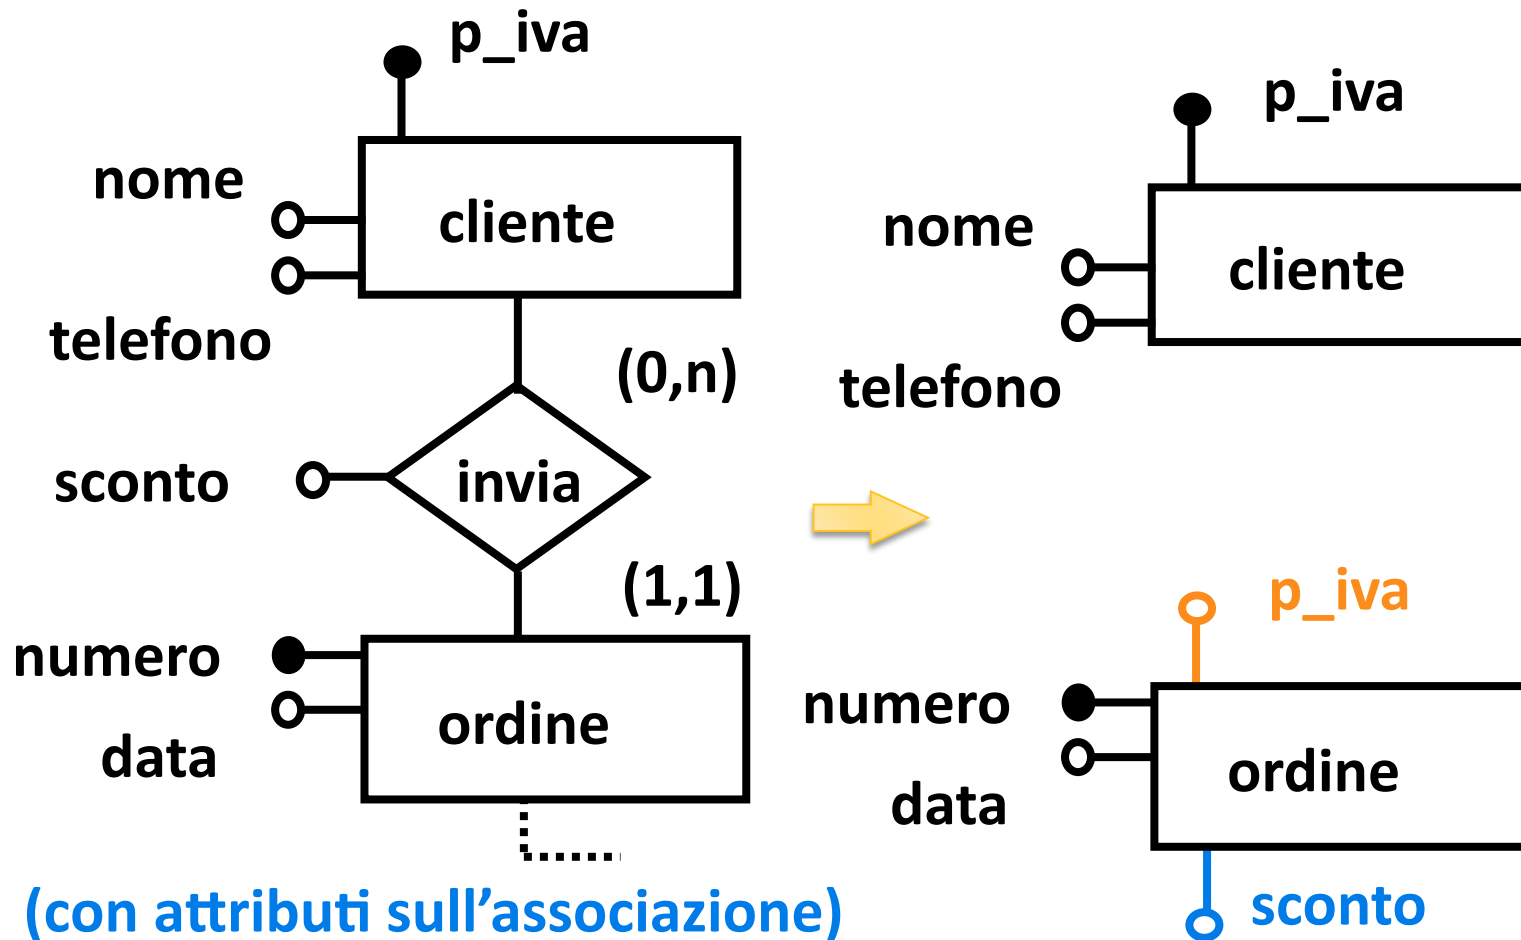 p_iva
nome
cliente
telefono
(0,n)
sconto
invia
(1,1)
numero
ordine
data
(con attributi sull’associazione)
p_iva
nome
cliente
telefono
p_iva
numero
ordine
data
sconto